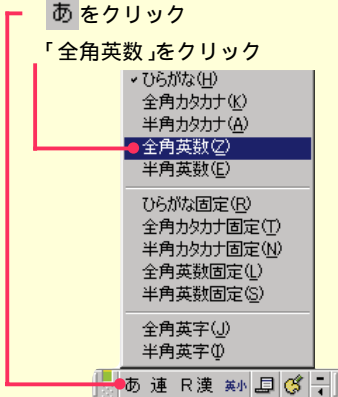 あ をクリック
「全角英数」をクリック
ひらがな(H)
全角カタカナ(K)
半角カタカナ(A)
全角英数(Z)
半角英数(E)
ひらがな固定(R)
全角カタカナ固定(T)
半角カタカナ固定(N)
全角英数固定(L)
半角英数固定(S)
全角英字(J)
半角英字(I)
あ 連 R漢 英小